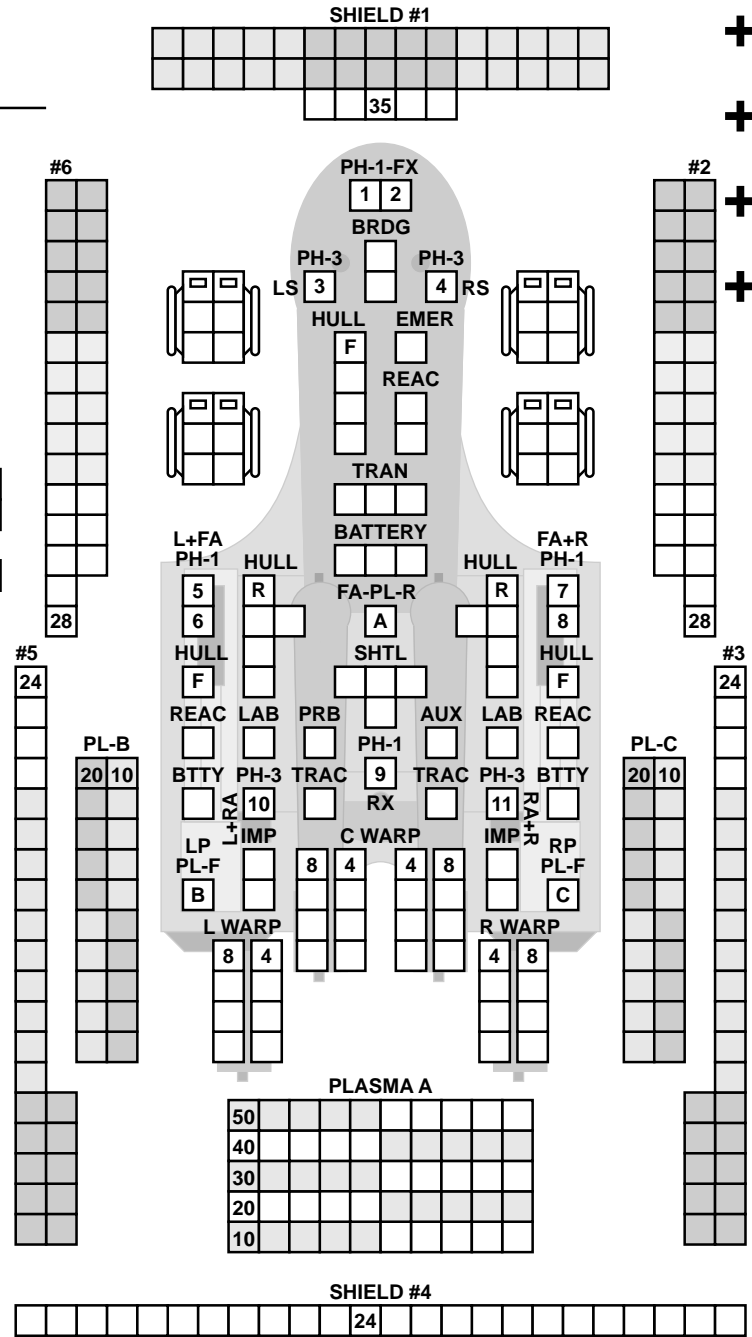 SHIELD #1
35
#6
#2
PH-1-FX
1 2
BRDG
PH-3 PH-3
LS 3 4 RS
HULL EMER
F
REAC
TRAN
BATTERY
L+FA
PH-1
5
6
HULL
R
FA-PL-R
A
HULL
R
FA+R
PH-1
7
8
28
28
#5
24
#3
24
HULL
F
SHTL
HULL
F
REAC LAB PRB AUX LAB REAC
PL-B
20 10
PH-1
9
RX
PL-C
20 10
BTTY PH-3 TRAC TRAC PH-3 BTTY
L+RA 10 11 RA+R
LP
PL-F
B
IMP
C WARP
8 4 4 8
IMP
RP
PL-F
C
L WARP
8 4
R WARP
4 8
PLASMA A
50
40
30
20
10
SHIELD #4
24